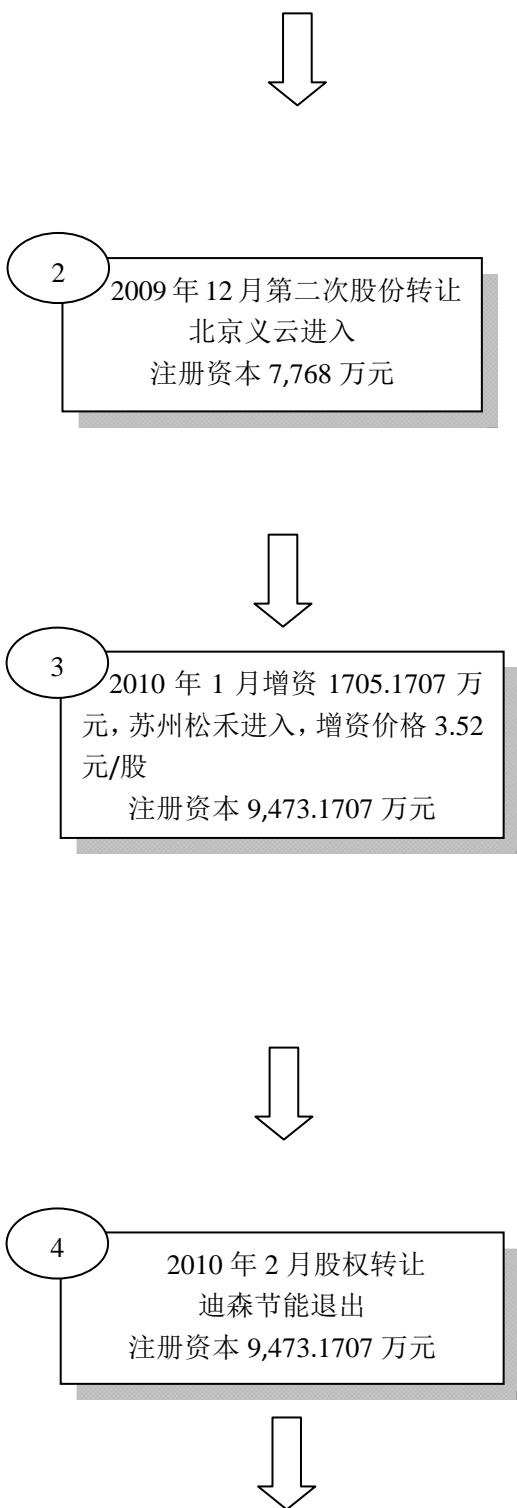 2
2009 年 12 月第二次股份转让
北京义云进入
注册资本 7,768 万元
3
2010 年 1 月增资 1705.1707 万
元，苏州松禾进入，增资价格 3.52
元/股
注册资本 9,473.1707 万元
4
2010 年 2 月股权转让
迪森节能退出
注册资本 9,473.1707 万元